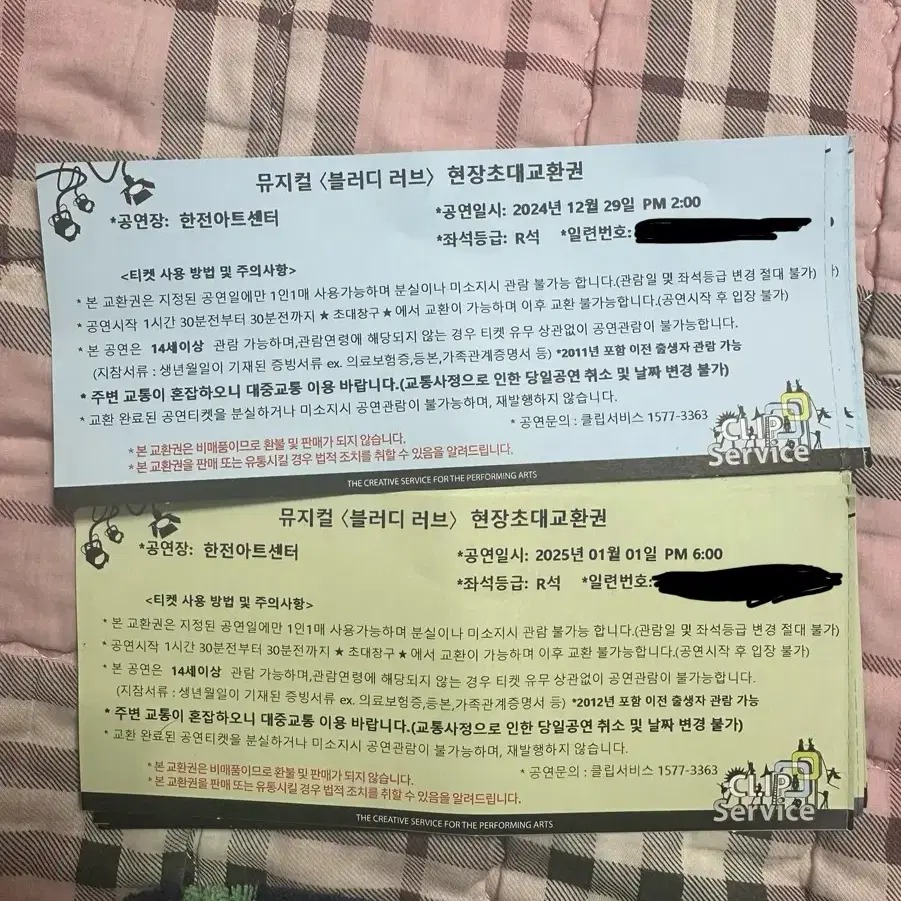 뮤지컬 〈블러디 러브〉 현장초대교환권
*공연장: 한전아트센터
*공연일시: 2024년 12월 29일 PM 2:00
*좌석등급: R석 *일련번호:
<티켓 사용 방법 및 주의사항>
* 본 교환권은 지정된 공연일에만 1인1매 사용가능하며 분실이나 미소지시 관람 불가능 합니다.(관람일 및 좌석등급 변경 절대 불가)
* 공연시작 1시간 30분전부터 30분전까지 ★ 초대창구 ★ 에서 교환이 가능하며 이후 교환 불가능합니다.(공연시작 후 입장 불가)
* 본 공연은 14세이상 관람 가능하며,관람연령에 해당되지 않는 경우 티켓 유무 상관없이 공연관람이 불가능합니다.
(지참서류 : 생년월일이 기재된 증빙서류 ex. 의료보험증,등본,가족관계증명서 등) *2011년 포함 이전 출생자 관람 가능
* 주변 교통이 혼잡하오니 대중교통 이용 바랍니다.(교통사정으로 인한 당일공연 취소 및 날짜 변경 불가)
* 교환 완료된 공연티켓을 분실하거나 미소지시 공연관람이 불가능하며, 재발행하지 않습니다.
* 공연문의 : 클립서비스 1577-3363
* 본 교환권은 비매품이므로 환불 및 판매가 되지 않습니다.
* 본 교환권을 판매 또는 유통시킬 경우 법적 조치를 취할 수 있음을 알려드립니다.
CLIP
Service
THE CREATIVE SERVICE FOR THE PERFORMING ARTS
뮤지컬 〈블러디 러브〉 현장초대교환권
*공연장: 한전아트센터
*공연일시: 2025년 01월 01일 PM 6:00
*좌석등급: R석 *일련번호:
<티켓 사용 방법 및 주의사항>
* 본 교환권은 지정된 공연일에만 1인1매 사용가능하며 분실이나 미소지시 관람 불가능 합니다.(관람일 및 좌석등급 변경 절대 불가)
* 공연시작 1시간 30분전부터 30분전까지 ★ 초대창구 ★ 에서 교환이 가능하며 이후 교환 불가능합니다.(공연시작 후 입장 불가)
* 본 공연은 14세이상 관람 가능하며,관람연령에 해당되지 않는 경우 티켓 유무 상관없이 공연관람이 불가능합니다.
(지참서류 : 생년월일이 기재된 증빙서류 ex. 의료보험증,등본,가족관계증명서 등) *2012년 포함 이전 출생자 관람 가능
* 주변 교통이 혼잡하오니 대중교통 이용 바랍니다.(교통사정으로 인한 당일공연 취소 및 날짜 변경 불가)
* 교환 완료된 공연티켓을 분실하거나 미소지시 공연관람이 불가능하며, 재발행하지 않습니다.
* 공연문의 : 클립서비스 1577-3363
* 본 교환권은 비매품이므로 환불 및 판매가 되지 않습니다.
* 본 교환권을 판매 또는 유통시킬 경우 법적 조치를 취할 수 있음을 알려드립니다.
CLIP
Service
THE CREATIVE SERVICE FOR THE PERFORMING ARTS